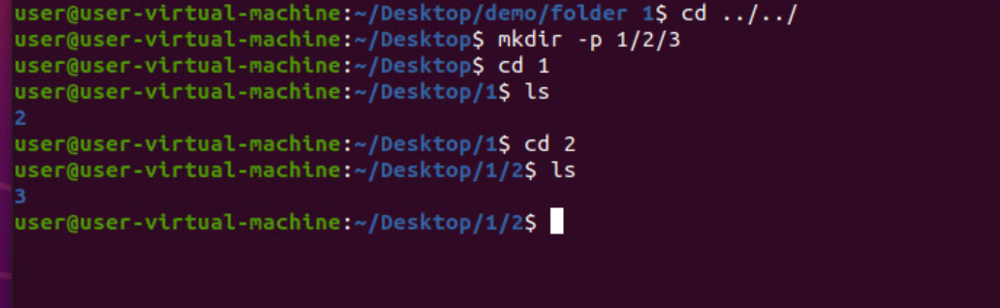 user@user-virtual-machine:~/Desktop/demo/folder 1$ cd ../../
user@user-virtual-machine:~/Desktop$ mkdir -p 1/2/3
user@user-virtual-machine:~/Desktop$ cd 1
user@user-virtual-machine:~/Desktop/1$ ls
2
user@user-virtual-machine:~/Desktop/1$ cd 2
user@user-virtual-machine:~/Desktop/1/2$ ls
3
user@user-virtual-machine:~/Desktop/1/2$